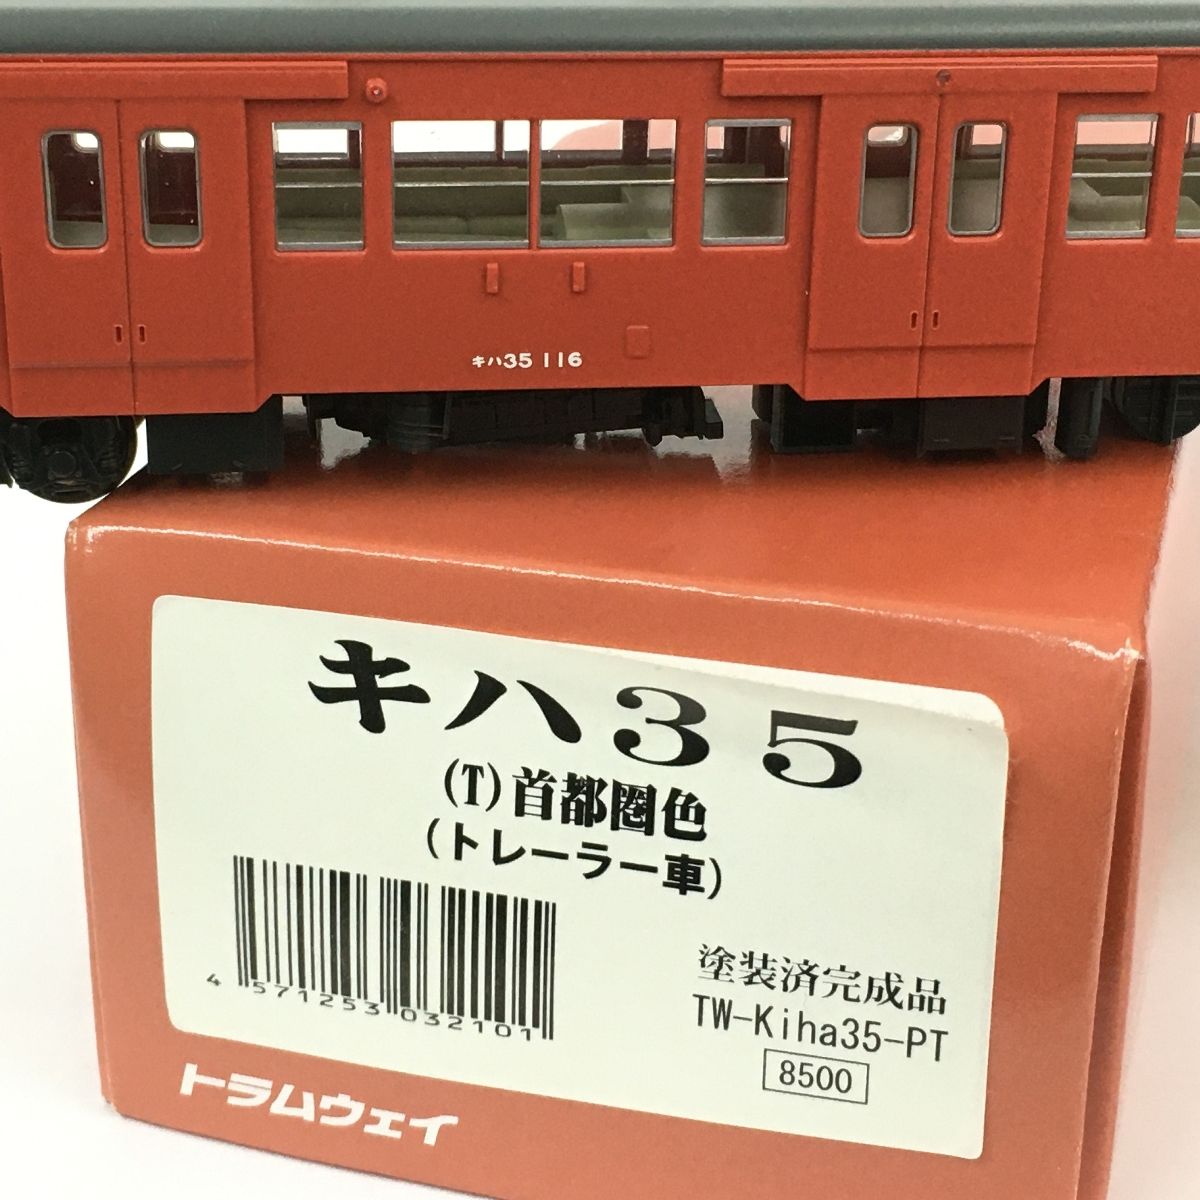 キハ35 116
キハ35
(T)首都圏色
(トレーラー車)
4 571253 032101
塗装済完成品
TW-Kiha35-PT
8500
トラムウェイ